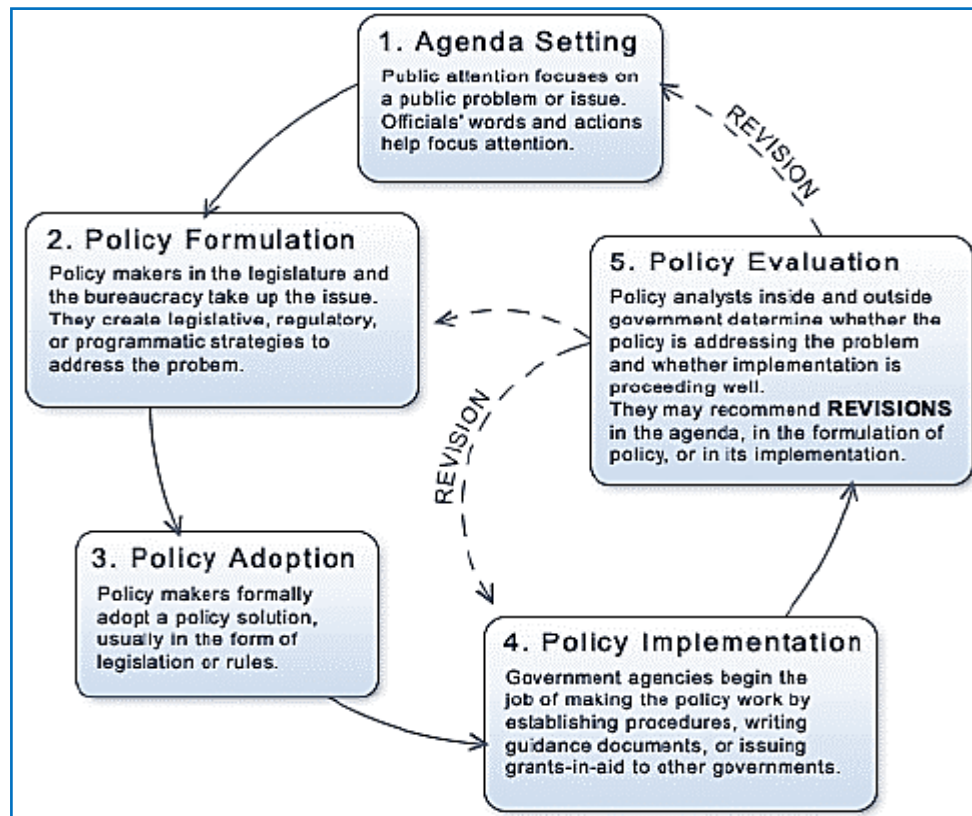 1. Agenda Setting
Public attention focuses on
a public problem or issue.
Officials' words and actions
help focus attention.
REVISION
2. Policy Formulation
Policy makers in the legislature and
the bureaucracy take up the issue.
They create legislative, regulatory,
or programmatic strategies to
address the probem.
5. Policy Evaluation
Policy analysts inside and outside
government determine whether the
policy is addressing the problem
and whether implementation is
proceeding well.
They may recommend REVISIONS
in the agenda, in the formulation of
policy, or in its implementation.
REVISION
3. Policy Adoption
Policy makers formally
adopt a policy solution,
usually in the form of
legislation or rules.
4. Policy Implementation
Government agencies begin the
job of making the policy work by
establishing procedures, writing
guidance documents, or issuing
grants-in-aid to other governments.